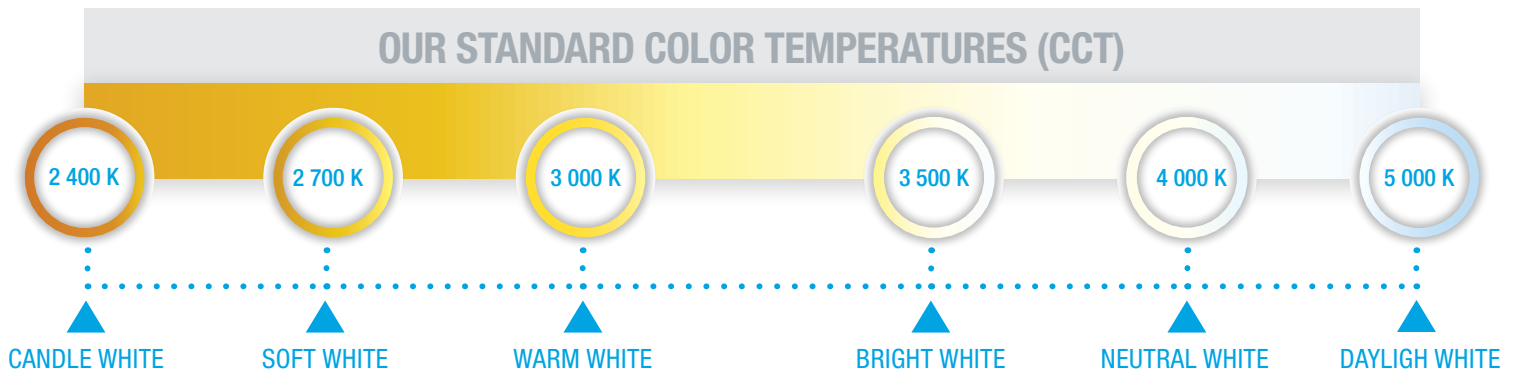 OUR STANDARD COLOR TEMPERATURES (CCT)
2 400 K 2 700 K 3 000 K 3 500 K 4 000 K 5 000 K
CANDLE WHITE SOFT WHITE WARM WHITE BRIGHT WHITE NEUTRAL WHITE DAYLIGH WHITE